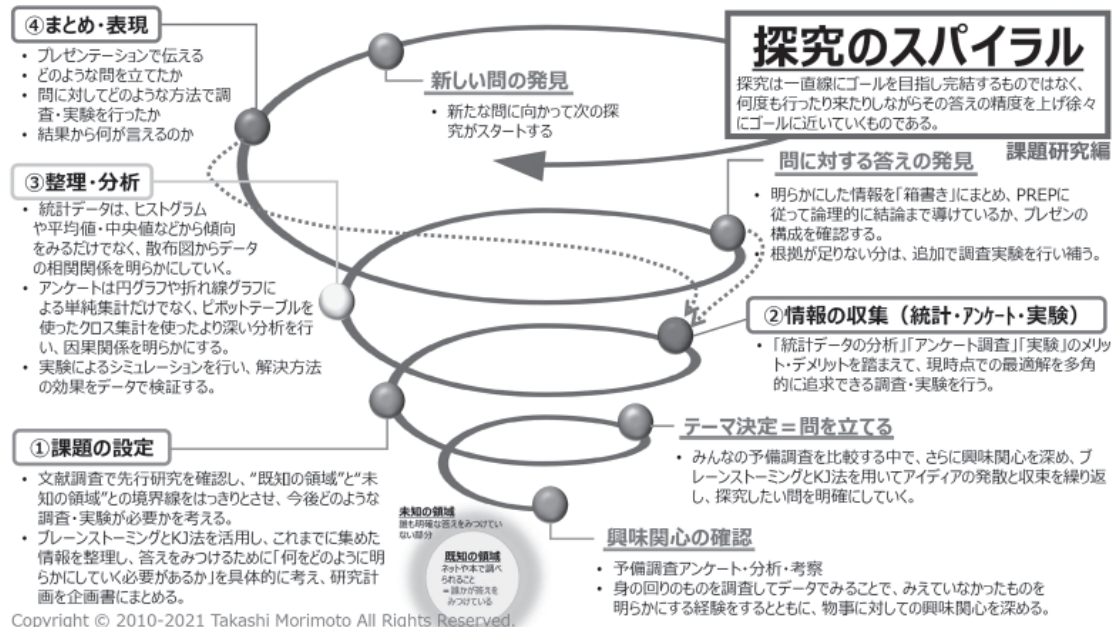 探究のスパイラル
探究は一直線にゴールを目指し完結するものではなく、
何度も行ったり来たりしながらその答えの精度を上げ徐々
にゴールに近いていくものである。
課題研究編
④まとめ・表現
• プレゼンテーションで伝える
• どのような問を立てたか
• 問に対してどのような方法で調
査・実験を行ったか
• 結果から何が言えるのか
新しい問の発見
• 新たな問に向かって次の探
究がスタートする
問に対する答えの発見
• 明らかにした情報を「箱書き」にまとめ、PREPに
従って論理的に結論まで導けているか、プレゼンの
構成を確認する。
• 根拠が足りない分は、追加で調査実験を行い補う。
③整理・分析
• 統計データは、ヒストグラム
や平均値・中央値などから傾向
をみるだけでなく、散布図からデータ
の相関関係を明らかにしていく。
• アンケートは円グラフや折れ線グラフに
よる単純集計だけでなく、ピボットテーブルを
使ったクロス集計を使ったより深い分析を行
い、因果関係を明らかにする。
• 実験によるシミュレーションを行い、解決方法
の効果をデータで検証する。
②情報の収集（統計・アンケート・実験）
• 「統計データの分析」「アンケート調査」「実験」のメリッ
ト・デメリットを踏まえて、現時点での最適解を多角
的に追求できる調査・実験を行う。
①課題の設定
• 文献調査で先行研究を確認し、“既知の領域”と“未
知の領域”との境界線をはっきりとさせ、今後どのような
調査・実験が必要かを考える。
• ブレーンストーミングとKJ法を活用し、これまでに集めた
情報を整理し、答えをみつけるために「何をどのように明
らかにしていく必要があるか」を具体的に考え、研究計
画を企画書にまとめる。
テーマ決定＝問を立てる
• みんなの予備調査を比較する中で、さらに興味関心を深め、ブ
レーンストーミングとKJ法を用いてアイディアの発散と収束を繰り返
し、探究したい問を明確にしていく。
未知の領域
誰も明確な答えをみつけてい
ない部分
既知の領域
ネットや本で調べ
られること
＝誰かが答えを
みつけている
興味関心の確認
• 予備調査アンケート・分析・考察
• 身の回りのものを調査してデータでみることで、みえていなかったものを
明らかにする経験をするとともに、物事に対しての興味関心を深める。
Copyright © 2010-2021 Takashi Morimoto All Rights Reserved.